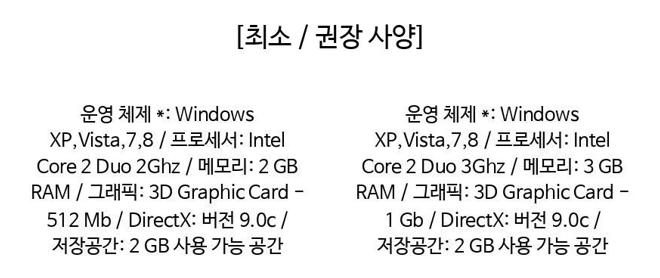 [최소 / 권장 사양]
운영 체제 *: Windows
XP,Vista,7,8 / 프로세서: Intel
Core 2 Duo 2Ghz / 메모리: 2 GB
RAM / 그래픽: 3D Graphic Card -
512 Mb / DirectX: 버전 9.0c /
저장공간: 2 GB 사용 가능 공간
운영 체제 *: Windows
XP,Vista,7,8 / 프로세서: Intel
Core 2 Duo 3Ghz / 메모리: 3 GB
RAM / 그래픽: 3D Graphic Card -
1 Gb / DirectX: 버전 9.0c /
저장공간: 2 GB 사용 가능 공간